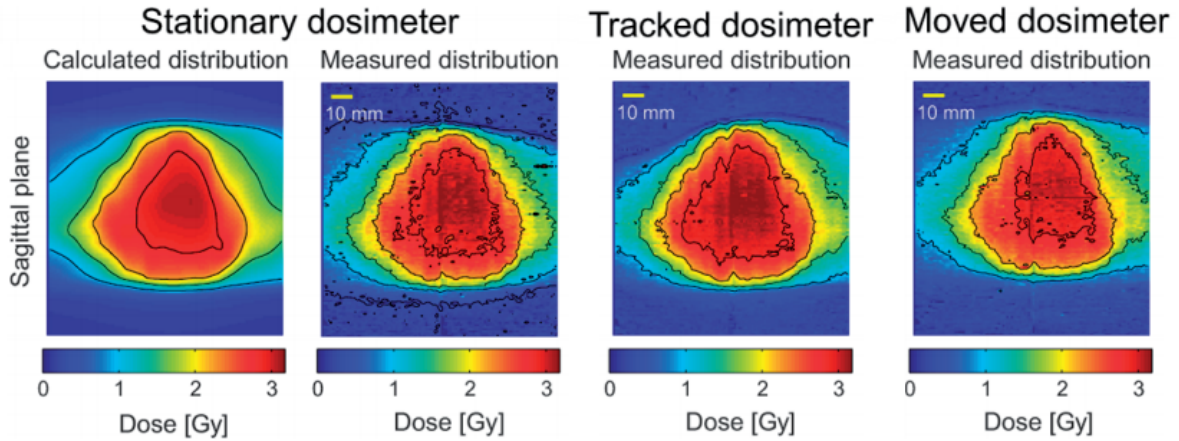 Stationary dosimeter
Tracked dosimeter
Moved dosimeter
Calculated distribution
Measured distribution
Measured distribution
Measured distribution
Sagittal plane
10 mm
10 mm
10 mm
0 1 2 3
0 1 2 3
0 1 2 3
0 1 2 3
Dose [Gy]
Dose [Gy]
Dose [Gy]
Dose [Gy]